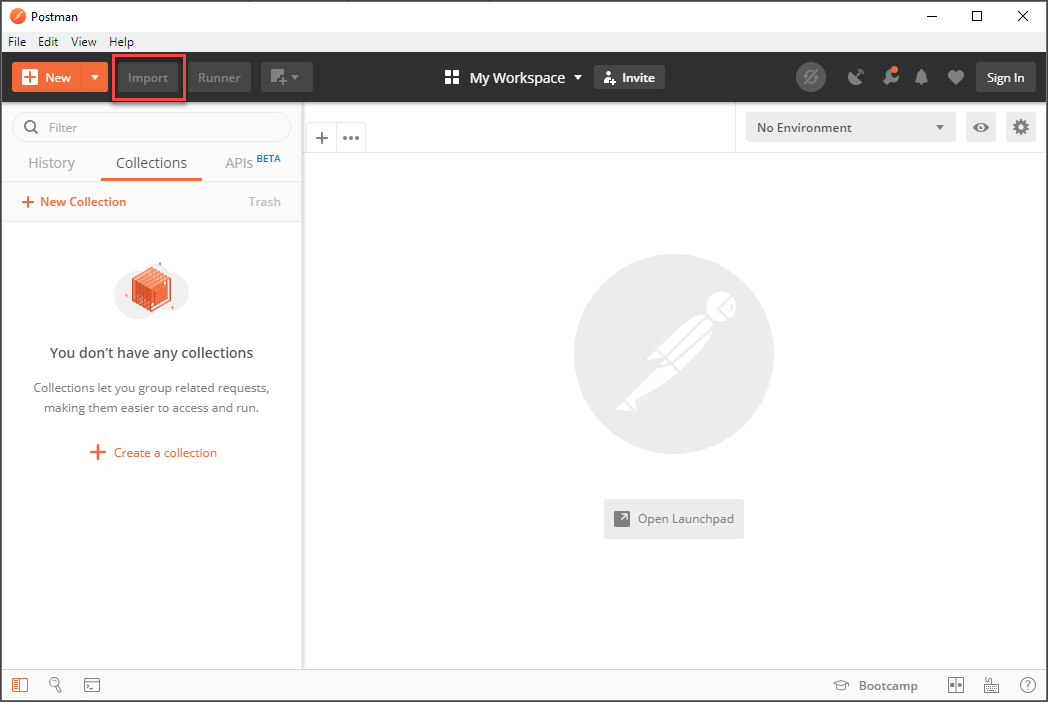 Postman
File Edit View Help
New Import Runner My Workspace Invite Sign In
Filter
No Environment
History Collections APIs BETA
New Collection Trash
You don’t have any collections
Collections let you group related requests,
making them easier to access and run.
Create a collection
Open Launchpad
Bootcamp